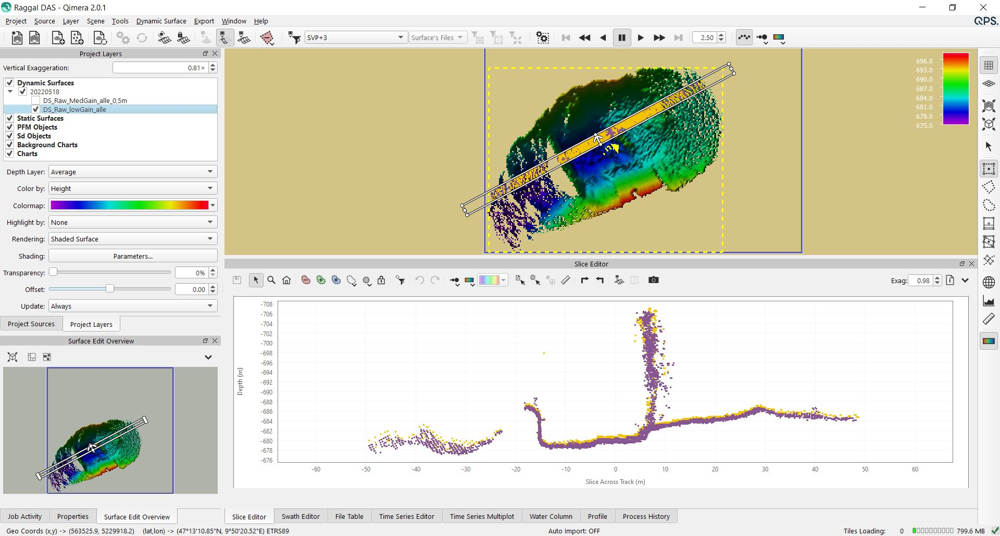 Raggal DAS - Qimera 2.0.1
Project Source Layer Scene Tools Dynamic Surface Export Window Help
QPS.
SVP+3
Surface's Files
2.50
Project Layers
Vertical Exaggeration: 0.81×
Dynamic Surfaces
20220518
DS_Raw_MedGain_alle_0,5m
DS_Raw_lowGain_alle
Static Surfaces
PFM Objects
Sd Objects
Background Charts
Charts
Depth Layer: Average
Color by: Height
Colormap:
Highlight by: None
Rendering: Shaded Surface
Shading: Parameters...
Transparency: 0%
Offset: 0.00
Update: Always
Project Sources Project Layers
Surface Edit Overview
696.0
693.0
690.0
687.0
684.0
681.0
678.0
675.0
Slice Editor
Exag: 0.98
-708
-706
-704
-702
-700
-698
-696
-694
-692
-690
-688
-686
-684
-682
-680
-678
-676
Depth (m)
-60 -50 -40 -30 -20 -10 0 10 20 30 40 50 60
Slice Across Track (m)
Job Activity Properties Surface Edit Overview
Slice Editor Swath Editor File Table Time Series Editor Time Series Multiplot Water Column Profile Process History
Geo Coords (x,y) -> (563525.9, 5229918.2) (lat,lon) -> (47°13'10.85"N, 9°50'20.52"E) ETRS89
Auto Import: OFF
Tiles Loading: 0
799.6 MB